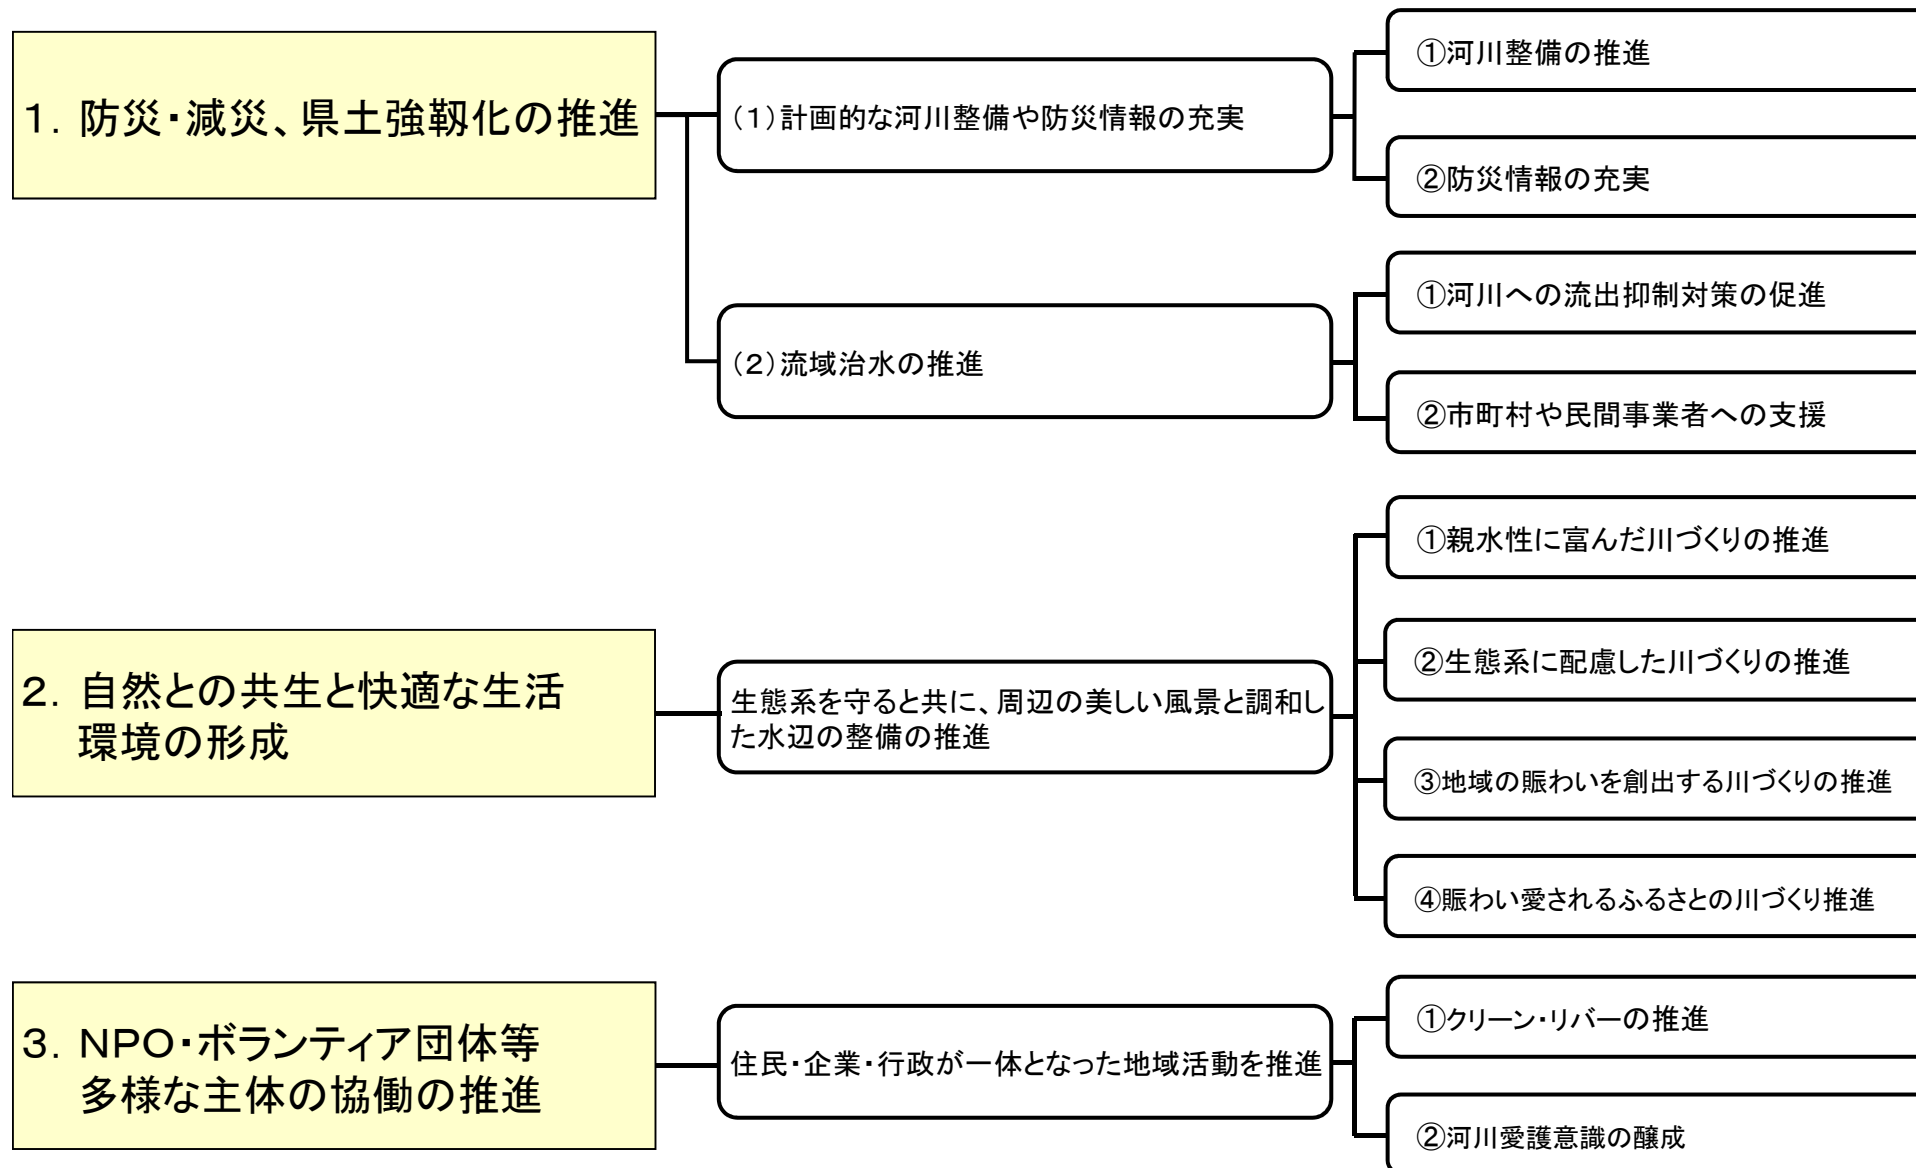 1. 防災・減災、県土強靱化の推進
（1）計画的な河川整備や防災情報の充実
①河川整備の推進
②防災情報の充実
（2）流域治水の推進
①河川への流出抑制対策の促進
②市町村や民間事業者への支援
2. 自然との共生と快適な生活
環境の形成
生態系を守ると共に、周辺の美しい風景と調和し
た水辺の整備の推進
①親水性に富んだ川づくりの推進
②生態系に配慮した川づくりの推進
③地域の賑わいを創出する川づくりの推進
④賑わい愛されるふるさとの川づくり推進
3. NPO・ボランティア団体等
多様な主体の協働の推進
住民・企業・行政が一体となった地域活動を推進
①クリーン・リバーの推進
②河川愛護意識の醸成